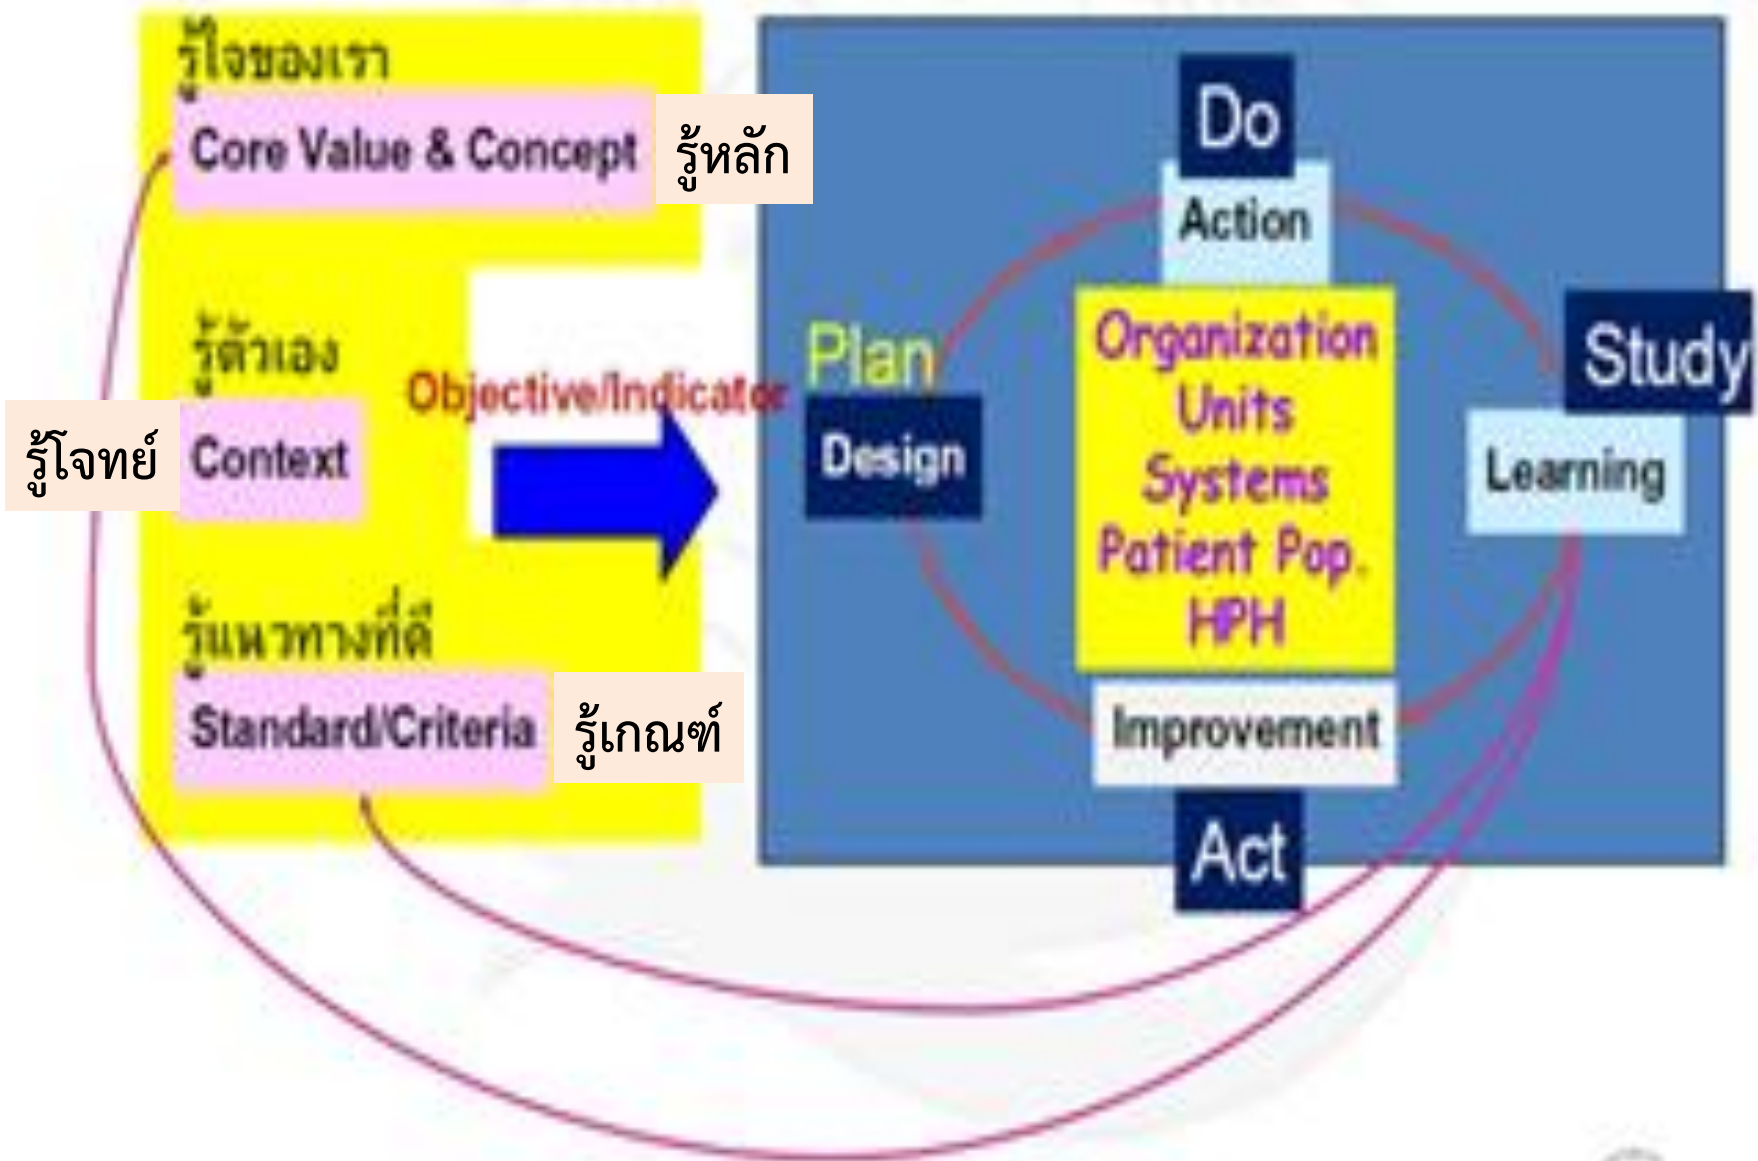 รู้ใจของเรา
Core Value & Concept
รู้หลัก
รู้ตัวเอง
รู้โจทย์
Context
Objective/Indicator
รู้แนวทางที่ดี
Standard/Criteria
รู้เกณฑ์
Do
Action
Plan
Design
Organization
Units
Systems
Patient Pop.
HPH
Study
Learning
Improvement
Act